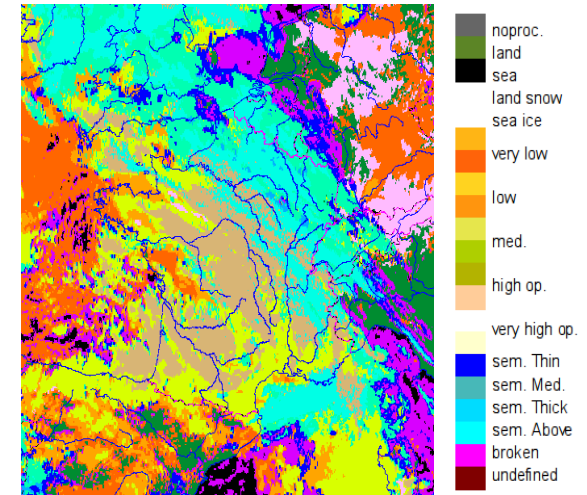 noproc.
land
sea
land snow
sea ice
very low
low
med.
high op.
very high op.
sem. Thin
sem. Med.
sem. Thick
sem. Above
broken
undefined